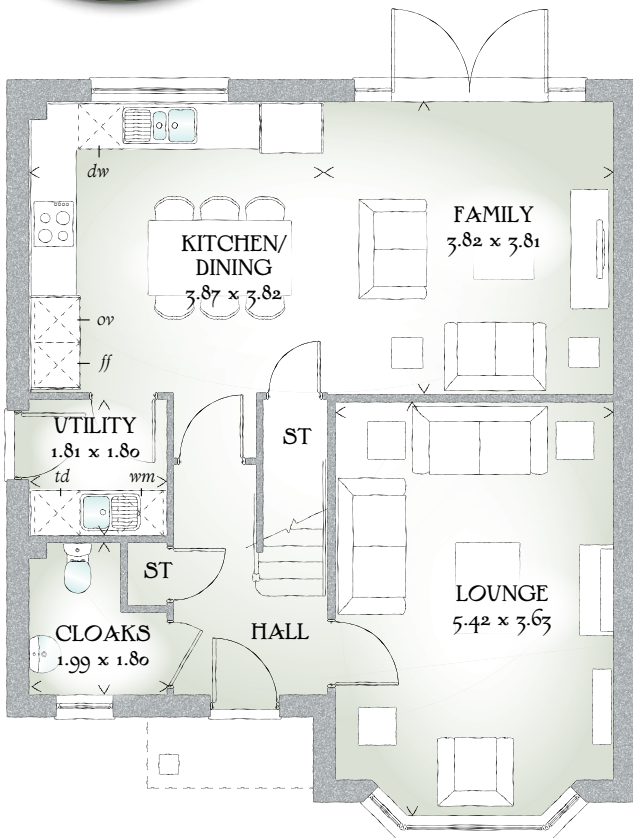 dw
KITCHEN/
DINING
3.87 x 3.82
FAMILY
3.82 x 3.81
ov
ff
UTILITY
1.81 x 1.80
td wm
ST
ST
CLOAKS
1.99 x 1.80
HALL
LOUNGE
5.42 x 3.63